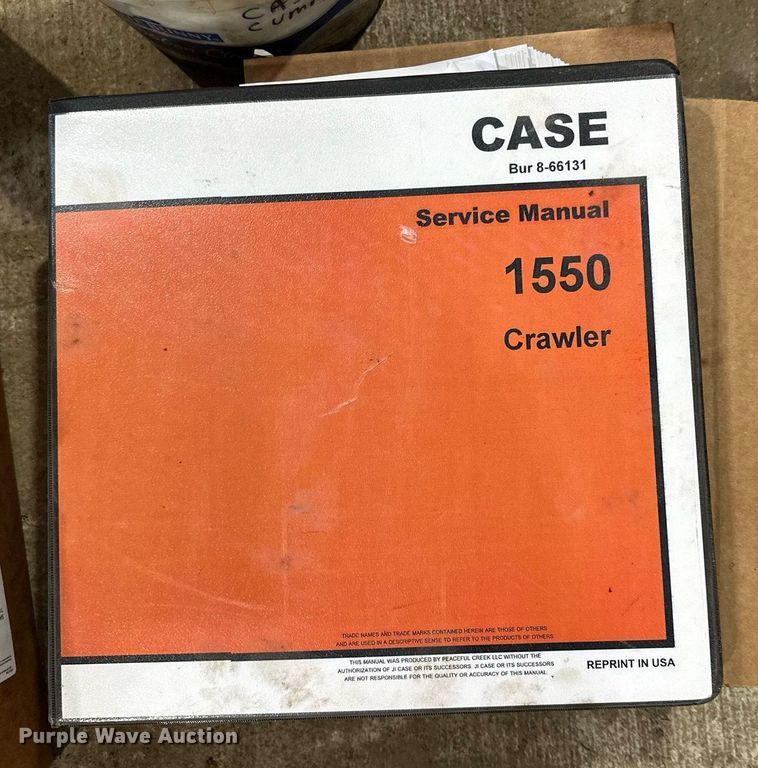 CASE
Bur 8-66131
Service Manual
1550
Crawler
TRADE NAMES AND TRADE MARKS CONTAINED HEREIN ARE THOSE OF OTHERS
AND ARE USED IN A DESCRIPTIVE SENSE TO REFER TO THE PRODUCTS OF OTHERS
THIS MANUAL WAS PRODUCED BY PEACEFUL CREEK LLC WITHOUT THE
AUTHORIZATION OF JI CASE OR ITS SUCCESSORS. JI CASE OR ITS SUCCESSORS
ARE NOT RESPONSIBLE FOR THE QUALITY OR ACCURACY OF THIS MANUAL.
REPRINT IN USA
Purple Wave Auction